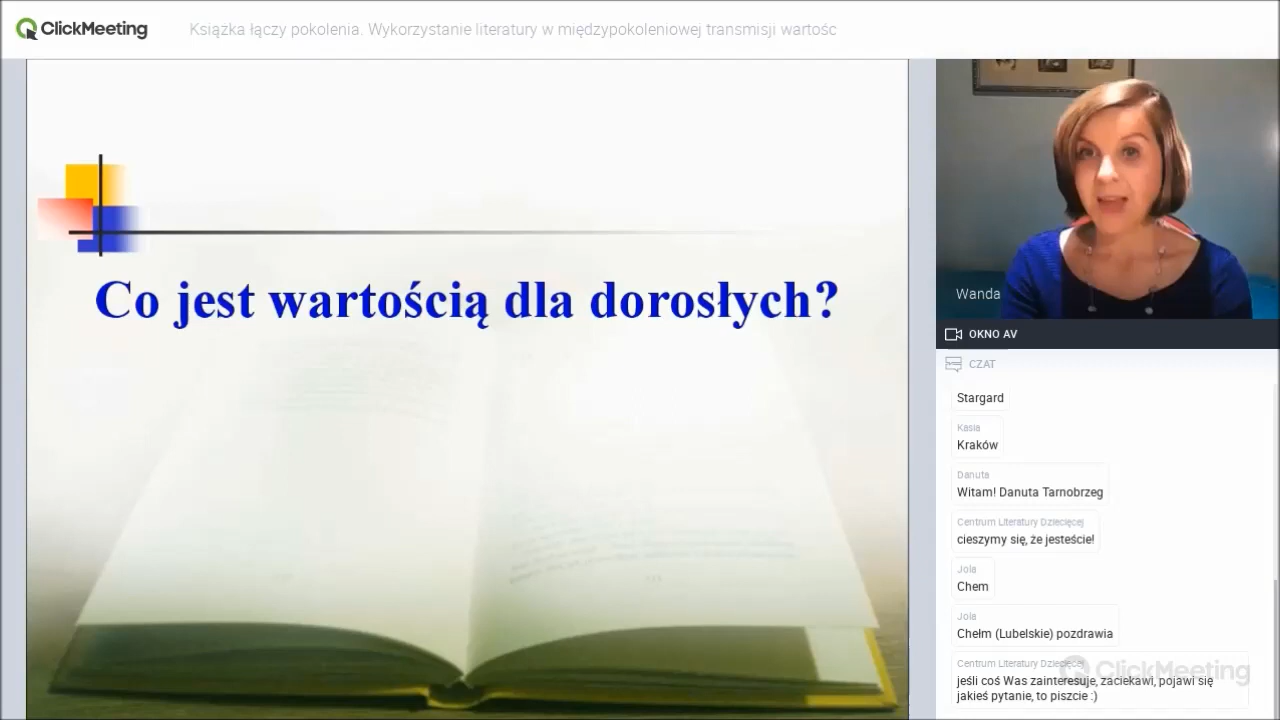 ClickMeeting
Książka łączy pokolenia. Wykorzystanie literatury w międzypokoleniowej transmisji wartośc
Co jest wartością dla dorosłych?
Wanda
OKNO AV
CZAT
Stargard
Kasia
Kraków
Danuta
Witam! Danuta Tarnobrzeg
Centrum Literatury Dziecięcej
cieszymy się, że jesteście!
Jola
Chem
Jola
Chełm (Lubelskie) pozdrawia
Centrum Literatury Dziecięcej
jeśli coś Was zainteresuje, zaciekawi, pojawi się
jakieś pytanie, to piszcie :)
ClickMeeting